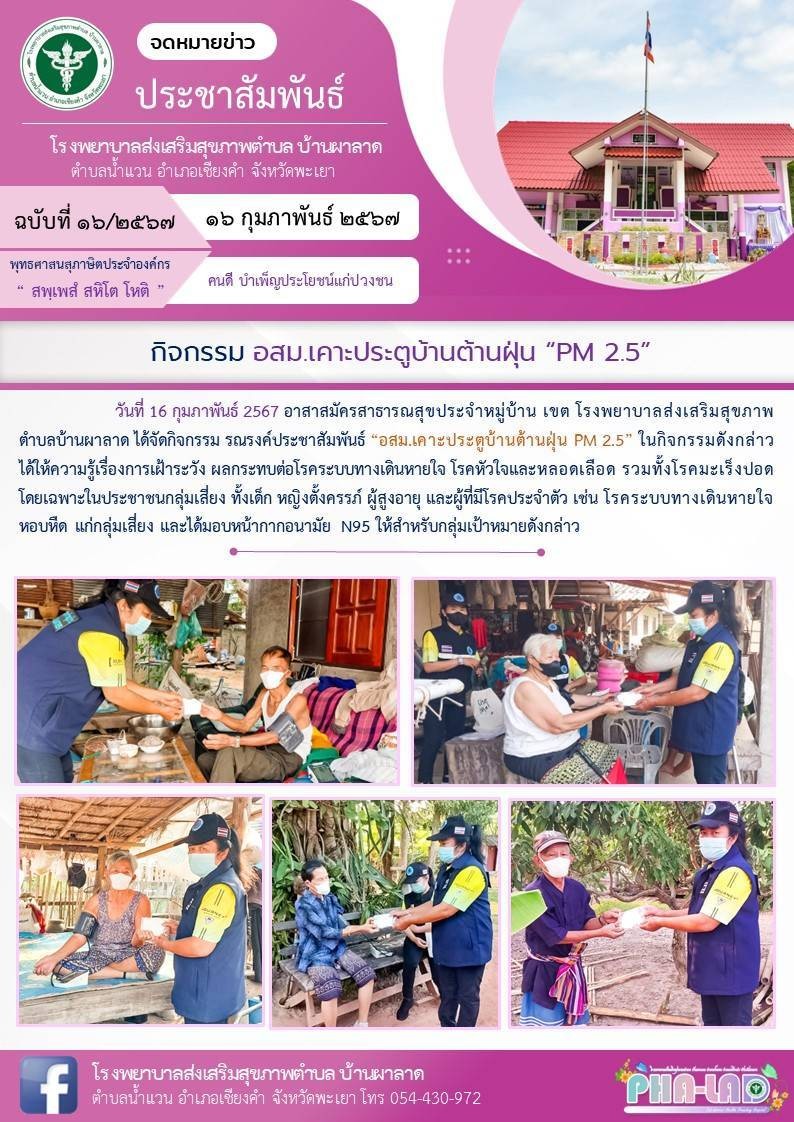 จดหมายข่าว
ประชาสัมพันธ์
โรงพยาบาลส่งเสริมสุขภาพตำบล บ้านผาลาด
ตำบลน้ำแวน อำเภอเชียงคำ จังหวัดพะเยา
ฉบับที่ ๑๖/๒๕๖๗
๑๖ กุมภาพันธ์ ๒๕๖๗
พุทธศาสนสุภาษิตประจำองค์กร
“ สพฺเพสํ สหิโต โหติ ”
คนดี บำเพ็ญประโยชน์แก่ปวงชน
กิจกรรม อสม.เคาะประตูบ้านต้านฝุ่น “PM 2.5”
วันที่ 16 กุมภาพันธ์ 2567 อาสาสมัครสาธารณสุขประจำหมู่บ้าน เขต โรงพยาบาลส่งเสริมสุขภาพ
ตำบลบ้านผาลาด ได้จัดกิจกรรม รณรงค์ประชาสัมพันธ์ “อสม.เคาะประตูบ้านต้านฝุ่น PM 2.5” ในกิจกรรมดังกล่าว
ได้ให้ความรู้เรื่องการเฝ้าระวัง ผลกระทบต่อโรคระบบทางเดินหายใจ โรคหัวใจและหลอดเลือด รวมทั้งโรคมะเร็งปอด
โดยเฉพาะในประชาชนกลุ่มเสี่ยง ทั้งเด็ก หญิงตั้งครรภ์ ผู้สูงอายุ และผู้ที่มีโรคประจำตัว เช่น โรคระบบทางเดินหายใจ
หอบหืด แก่กลุ่มเสี่ยง และได้มอบหน้ากากอนามัย N95 ให้สำหรับกลุ่มเป้าหมายดังกล่าว
โรงพยาบาลส่งเสริมสุขภาพตำบล บ้านผาลาด
ตำบลน้ำแวน อำเภอเชียงคำ จังหวัดพะเยา โทร 054-430-972
PHA-LAD